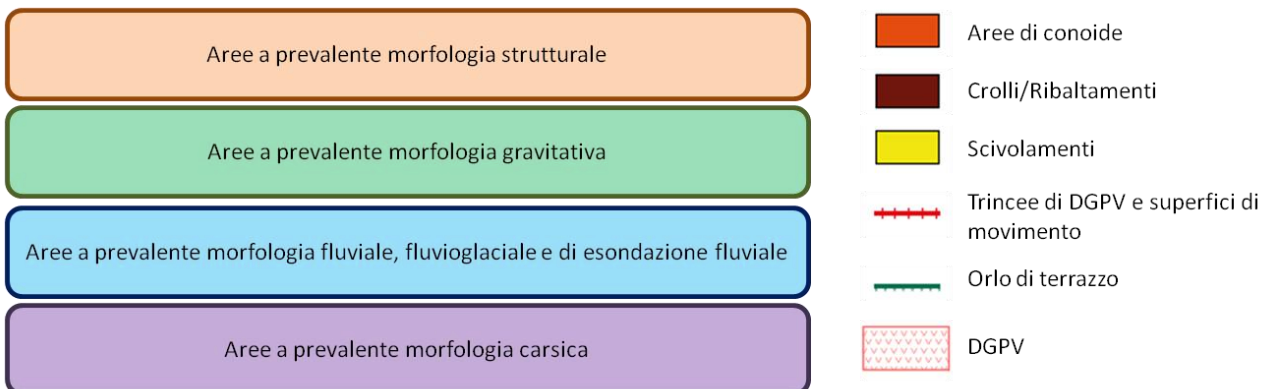 Aree a prevalente morfologia strutturale
Aree a prevalente morfologia gravitativa
Aree a prevalente morfologia fluviale, fluvioglaciale e di esondazione fluviale
Aree a prevalente morfologia carsica
Aree di conoide
Crolli/Ribaltamenti
Scivolamenti
Trincee di DGPV e superfici di
movimento
Orlo di terrazzo
DGPV